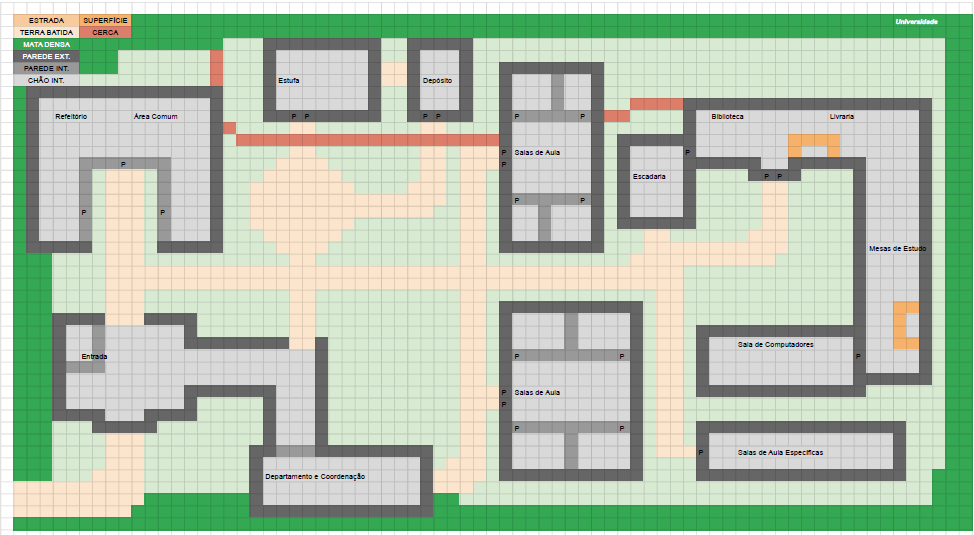 ESTRADA SUPERFÍCIE
TERRA BATIDA CERCA
MATA DENSA
PAREDE EXT.
PAREDE INT.
CHÃO INT.
Universidade
Estufa
Depósito
P P
P P
Refeitório Área Comum
P
P P
P P
Salas de Aula
P
P
P P
Biblioteca Livraria
P
P P
Escadaria
Mesas de Estudo
Entrada
P P
Salas de Aula
P
P
P P
Sala de Computadores
P
Salas de Aula Específicas
P
Departamento e Coordenação